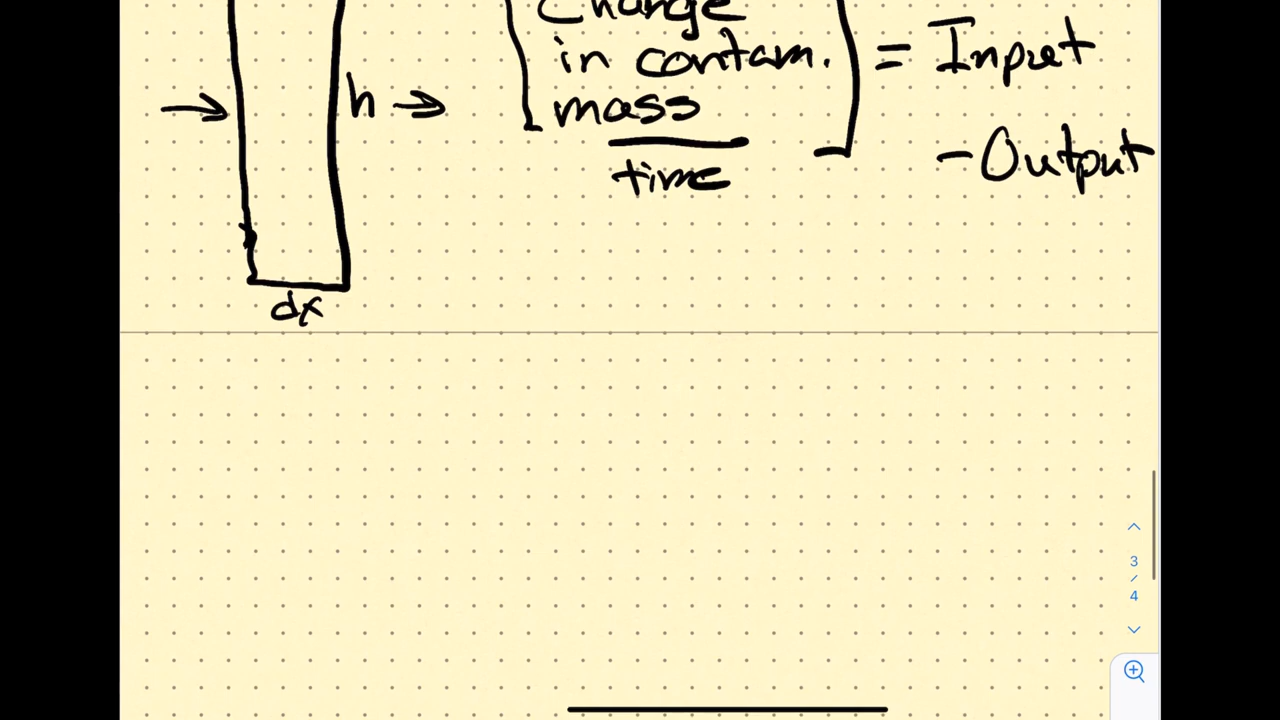 Change
in contam.
mass
time
= Input
- Output
→ h →
dx
3
/
4